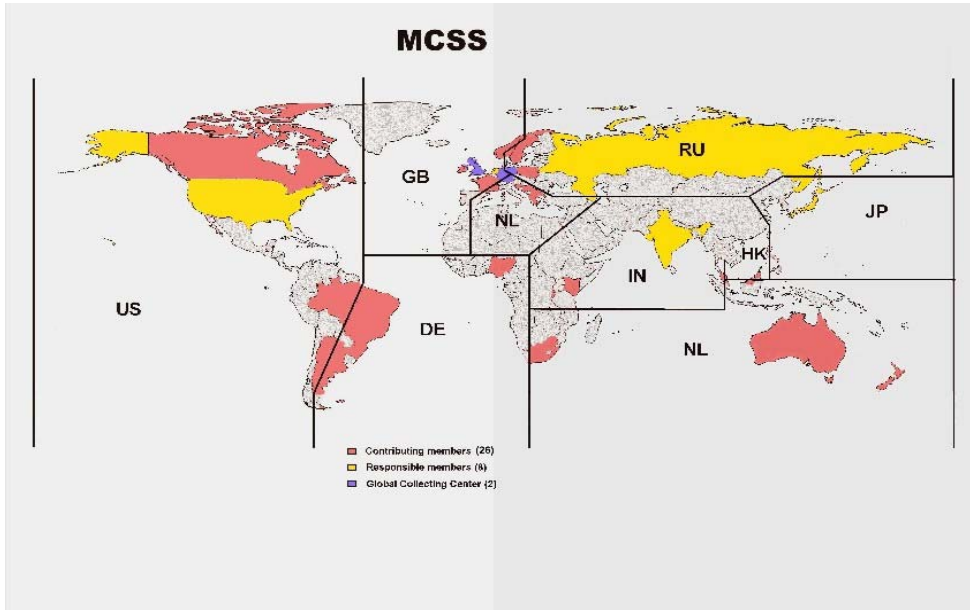 MCSS
RU
GB
JP
NL
HK
IN
US
DE
NL
Contributing members (26)
Responsible members (8)
Global Collecting Center (2)